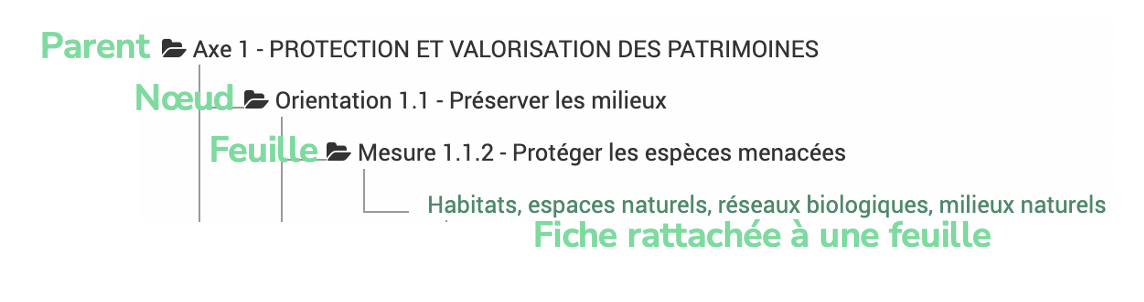 Parent Axe 1 - PROTECTION ET VALORISATION DES PATRIMOINES
Nœud Orientation 1.1 - Préserver les milieux
Feuille Mesure 1.1.2 - Protéger les espèces menacées
Habitats, espaces naturels, réseaux biologiques, milieux naturels
Fiche rattachée à une feuille